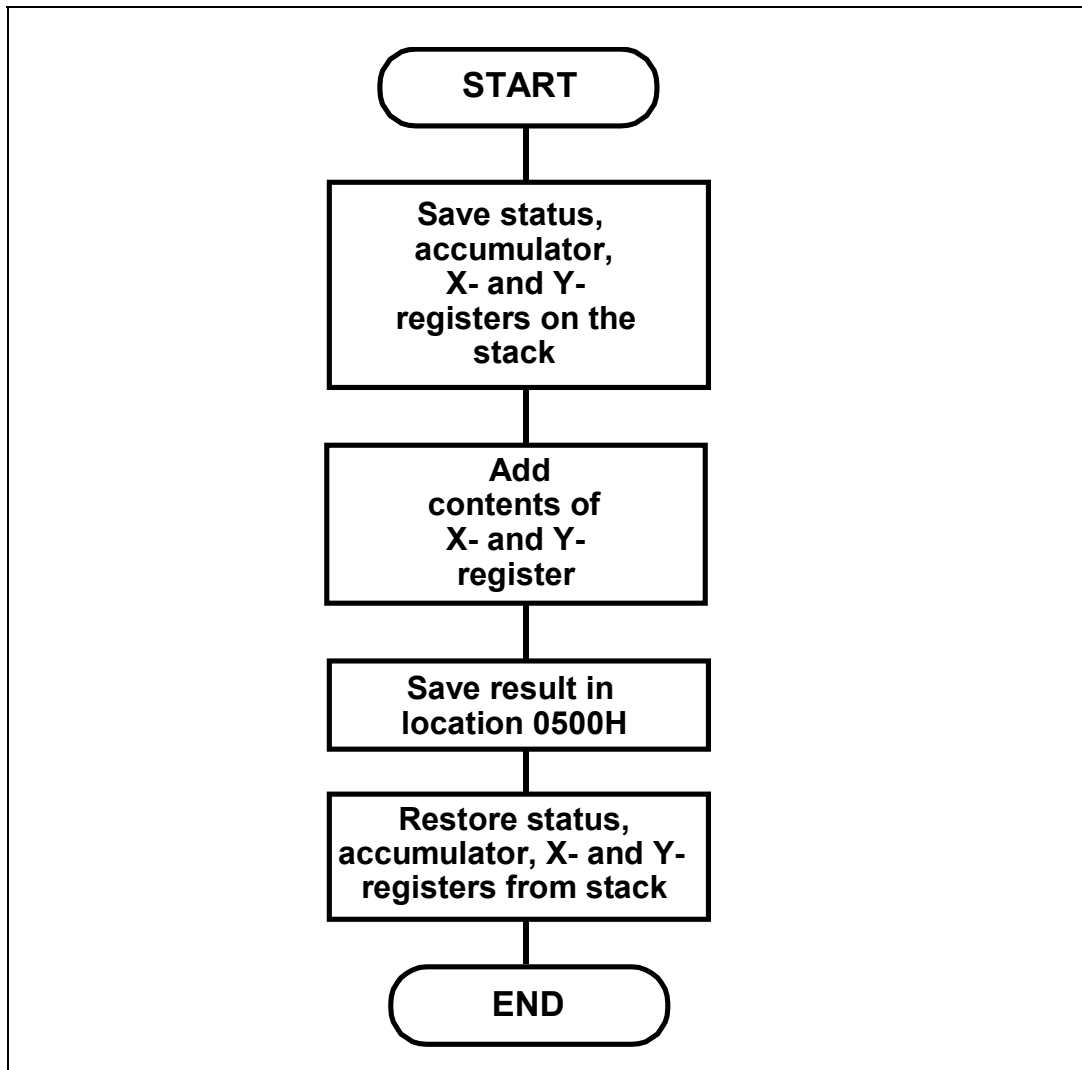 START
Save status,
accumulator,
X- and Y-
registers on the
stack
Add
contents of
X- and Y-
register
Save result in
location 0500H
Restore status,
accumulator, X- and Y-
registers from stack
END